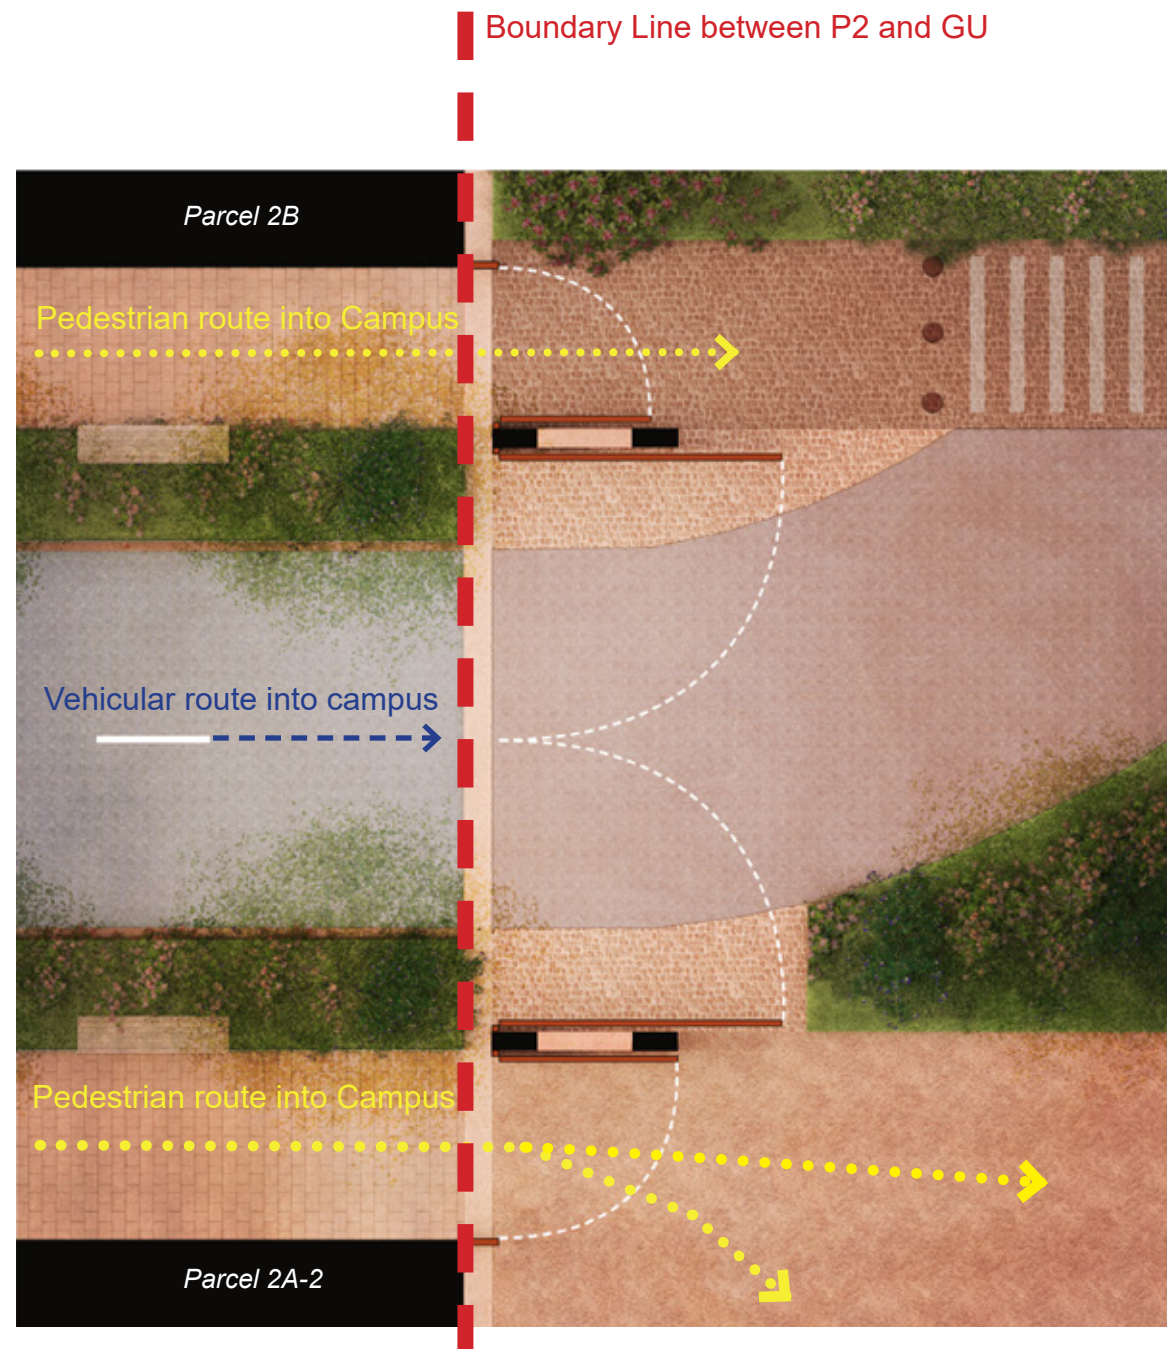 Boundary Line between P2 and GU
Parcel 2B
Pedestrian route into Campus
Vehicular route into campus
Pedestrian route into Campus
Parcel 2A-2